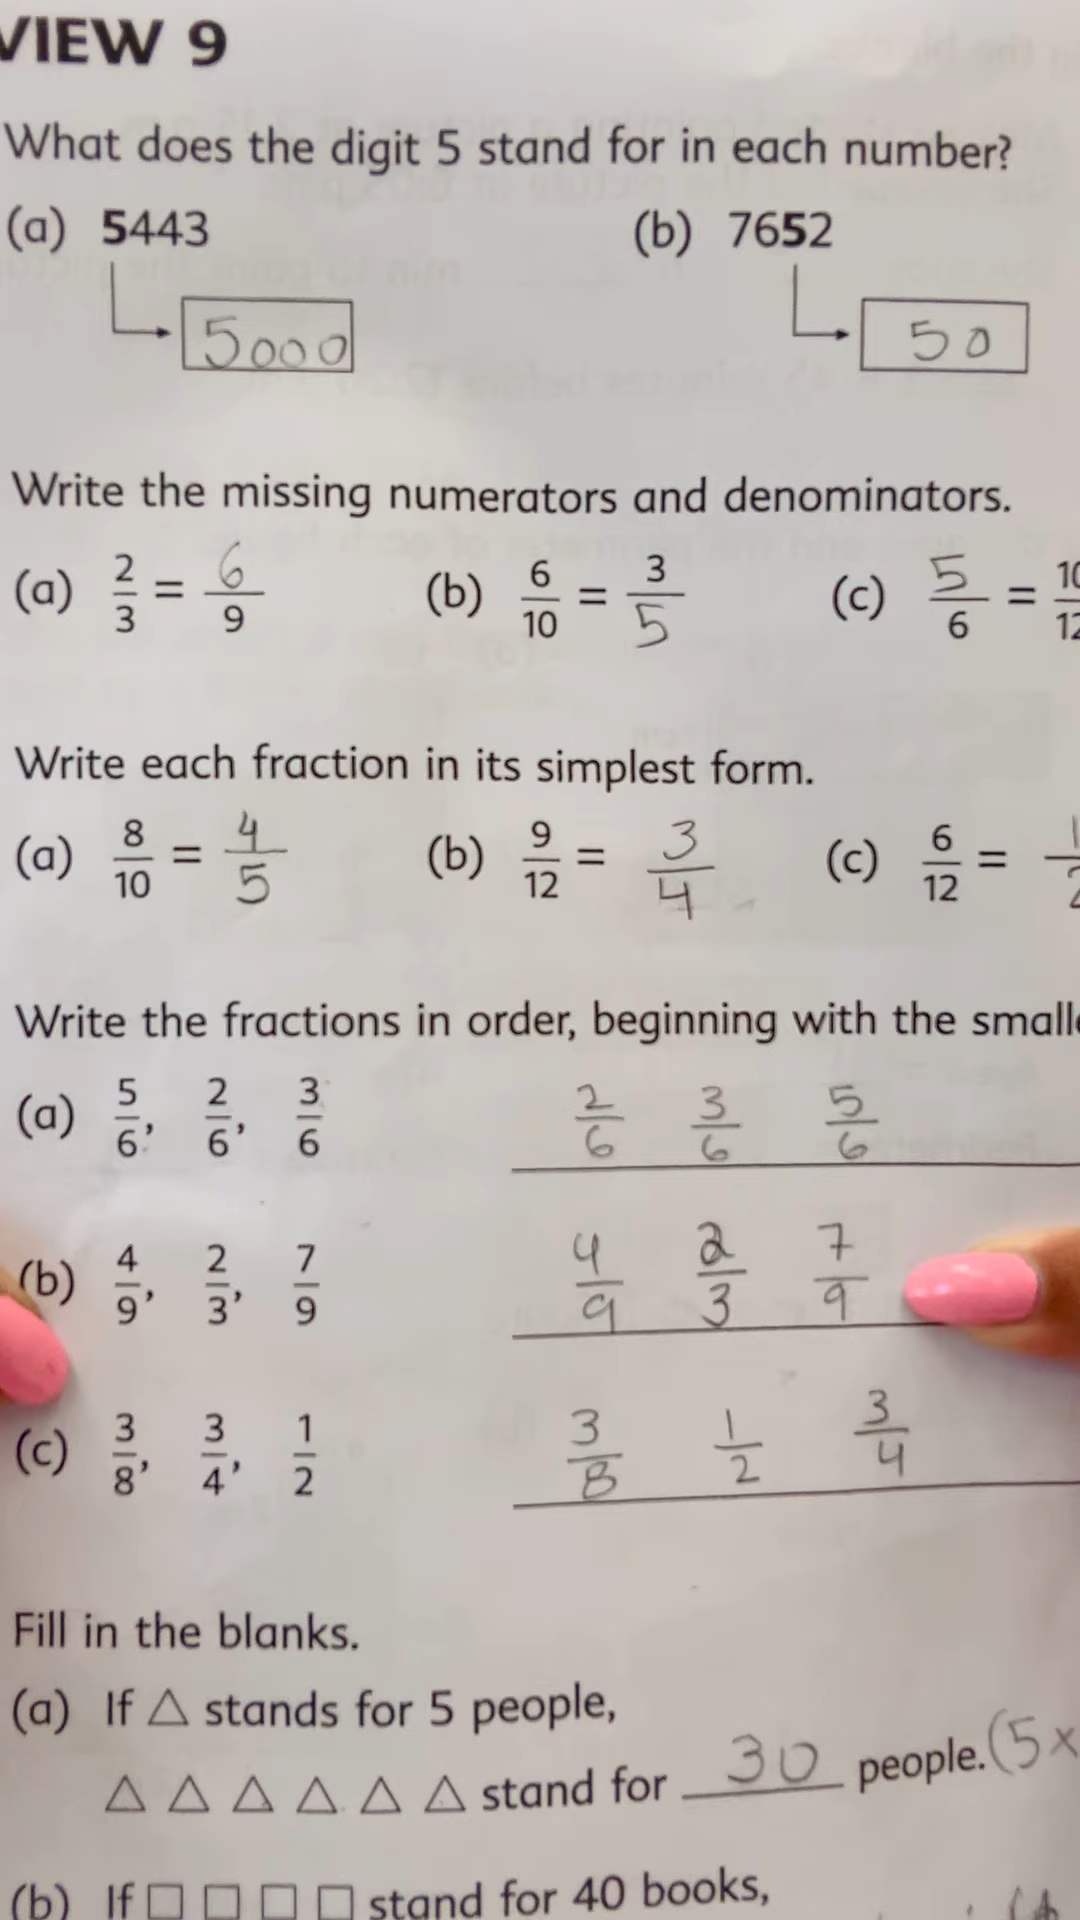 VIEW 9
What does the digit 5 stand for in each number?
(a) 5443 (b) 7652
5000 50
Write the missing numerators and denominators.
(a) 2/3 = 6/9 (b) 6/10 = 3/5 (c) 5/6 = 10/12
Write each fraction in its simplest form.
(a) 8/10 = 4/5 (b) 9/12 = 3/4 (c) 6/12 = 1/2
Write the fractions in order, beginning with the small
(a) 5/6, 2/6, 3/6 2/6 3/6 5/6
(b) 4/9, 2/3, 7/9 4/9 2/3 7/9
(c) 3/8, 3/4, 1/2 3/8 1/2 3/4
Fill in the blanks.
(a) If △ stands for 5 people,
△ △ △ △ △ △ stand for 30 people. (5 x
(b) If □ □ □ □ stand for 40 books,